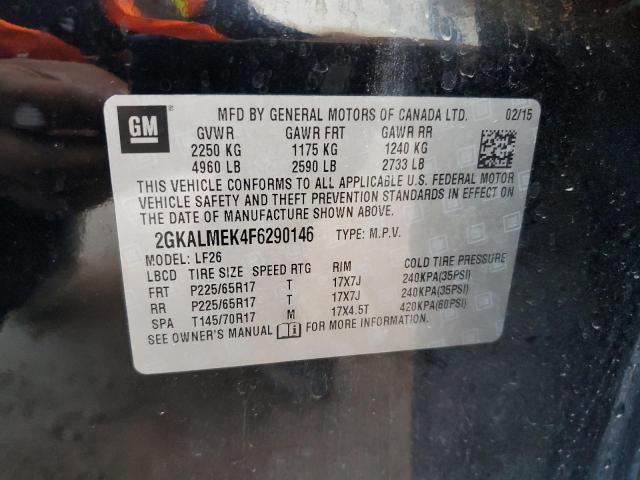 GM
MFD BY GENERAL MOTORS OF CANADA LTD. 02/15
GVWR GAWR FRT GAWR RR
2250 KG 1175 KG 1240 KG
4960 LB 2590 LB 2733 LB
THIS VEHICLE CONFORMS TO ALL APPLICABLE U.S. FEDERAL MOTOR
VEHICLE SAFETY AND THEFT PREVENTION STANDARDS IN EFFECT ON
THE DATE OF MANUFACTURE SHOWN ABOVE.
2GKALMEK4F6290146 TYPE: M.P.V.
MODEL: LF26
LBCD TIRE SIZE SPEED RTG RIM COLD TIRE PRESSURE
FRT P225/65R17 T 17X7J 240KPA(35PSI)
RR P225/65R17 T 17X7J 240KPA(35PSI)
SPA T145/70R17 M 17X4.5T 420KPA(60PSI)
SEE OWNER'S MANUAL FOR MORE INFORMATION.